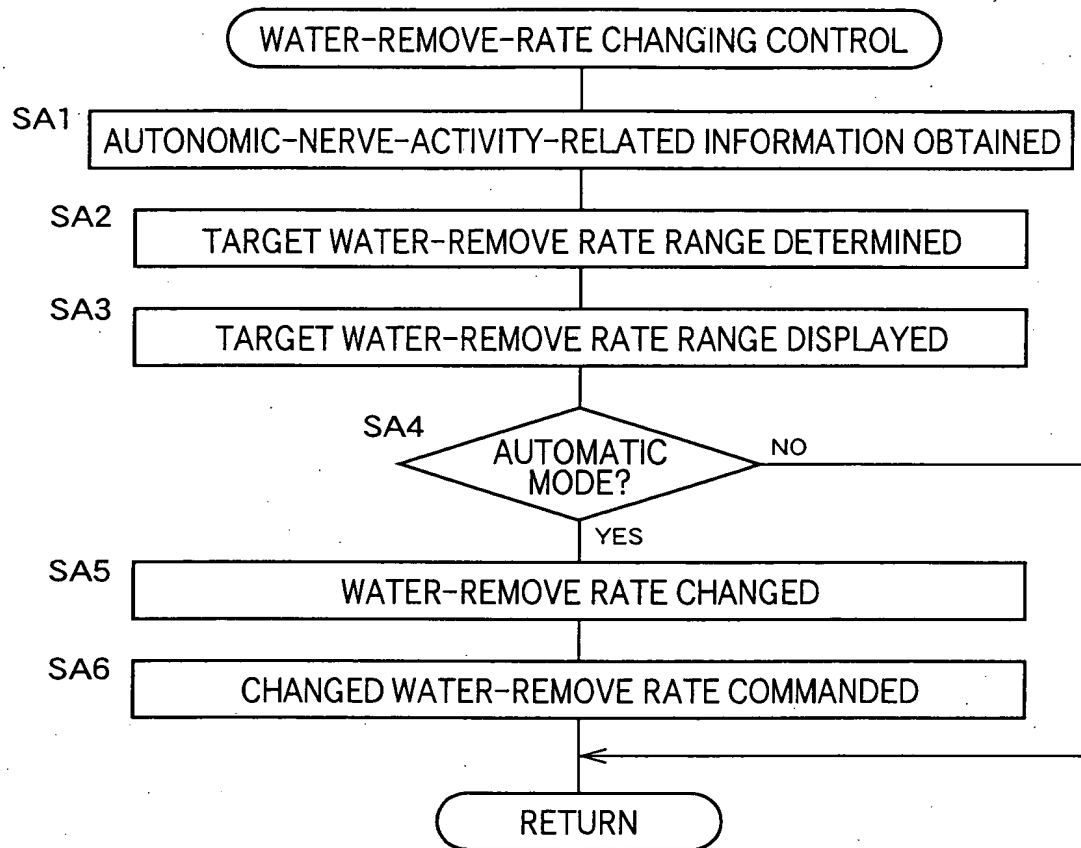 WATER-REMOVE-RATE CHANGING CONTROL
SA1
AUTONOMIC-NERVE-ACTIVITY-RELATED INFORMATION OBTAINED
SA2
TARGET WATER-REMOVE RATE RANGE DETERMINED
SA3
TARGET WATER-REMOVE RATE RANGE DISPLAYED
SA4
AUTOMATIC
MODE?
NO
YES
SA5
WATER-REMOVE RATE CHANGED
SA6
CHANGED WATER-REMOVE RATE COMMANDED
RETURN